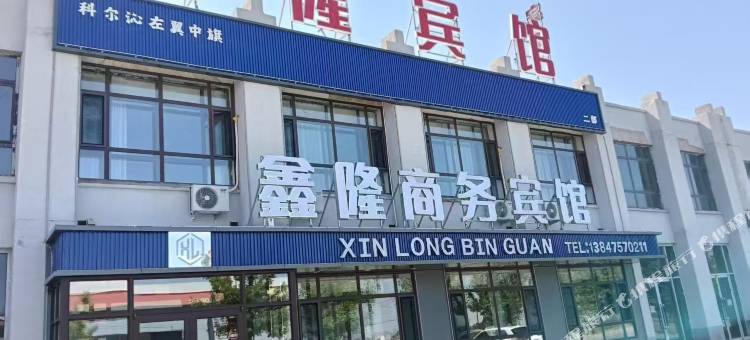 隆宾馆
科尔沁左翼中旗
二部
鑫隆商务宾馆
XL
XIN LONG BIN GUAN TEL:13847570211